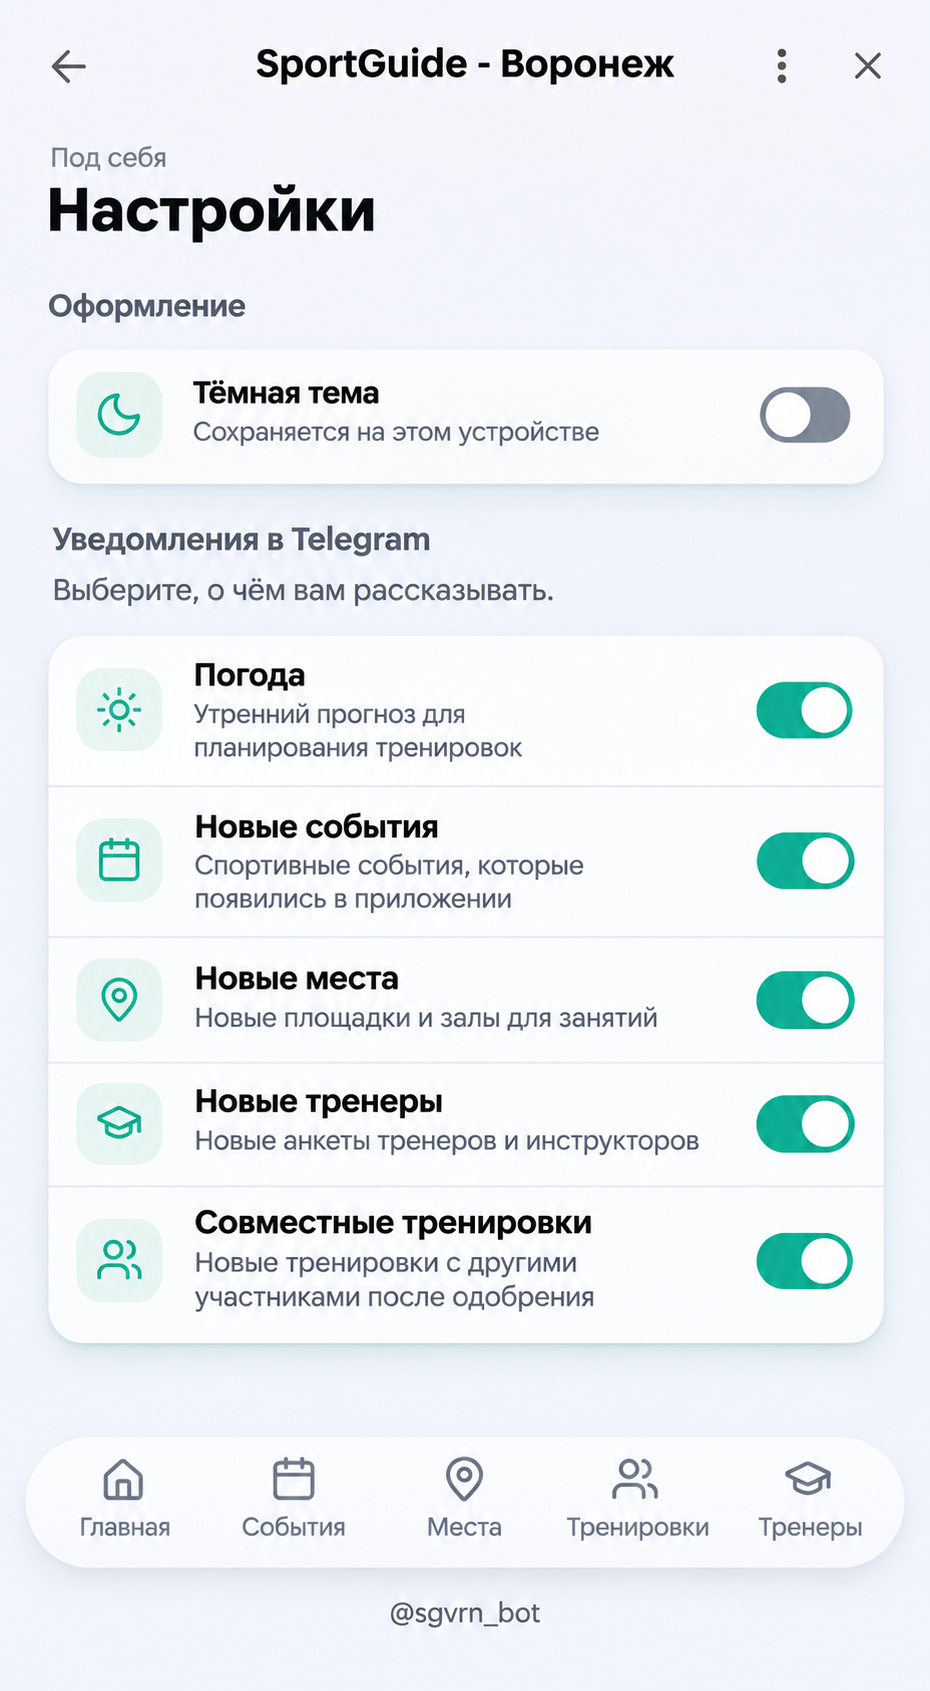 SportGuide - Воронеж
Под себя
Настройки
Оформление
Тёмная тема
Сохраняется на этом устройстве
Уведомления в Telegram
Выберите, о чём вам рассказывать.
Погода
Утренний прогноз для
планирования тренировок
Новые события
Спортивные события, которые
появились в приложении
Новые места
Новые площадки и залы для занятий
Новые тренеры
Новые анкеты тренеров и инструкторов
Совместные тренировки
Новые тренировки с другими
участниками после одобрения
Главная
События
Места
Тренировки
Тренеры
@sgvrn_bot